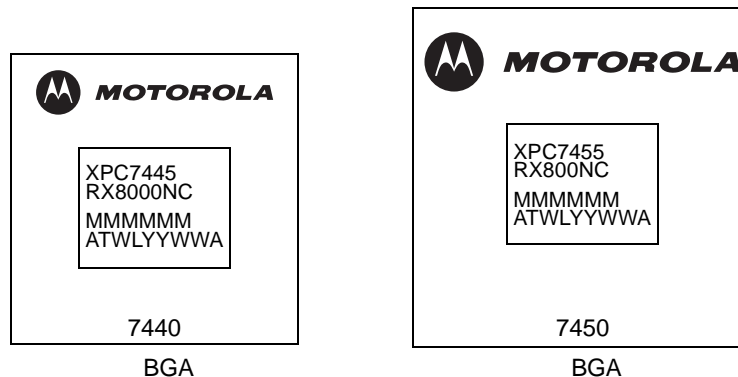 MOTOROLA
XPC7445
RX8000NC
MMMMMM
ATWLYYWWA
7440
BGA
MOTOROLA
XPC7455
RX800NC
MMMMMM
ATWLYYWWA
7450
BGA